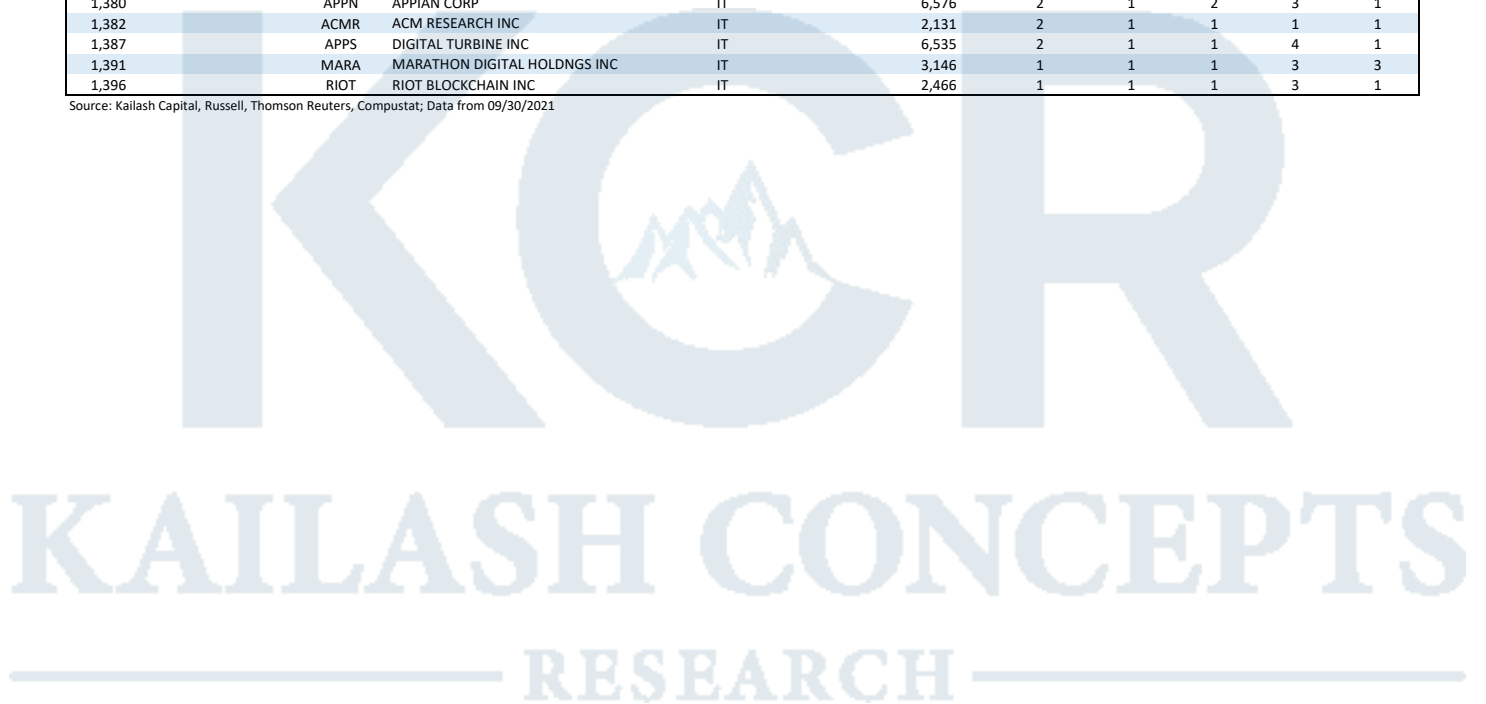 1,380 APPN APPIAN CORP IT 6,576 2 1 2 3 1
1,382 ACMR ACM RESEARCH INC IT 2,131 2 1 1 1 1
1,387 APPS DIGITAL TURBINE INC IT 6,535 2 1 1 4 1
1,391 MARA MARATHON DIGITAL HOLDNGS INC IT 3,146 1 1 1 3 3
1,396 RIOT RIOT BLOCKCHAIN INC IT 2,466 1 1 1 3 1
Source: Kailash Capital, Russell, Thomson Reuters, Compustat; Data from 09/30/2021
KCR
KAILASH CONCEPTS
RESEARCH